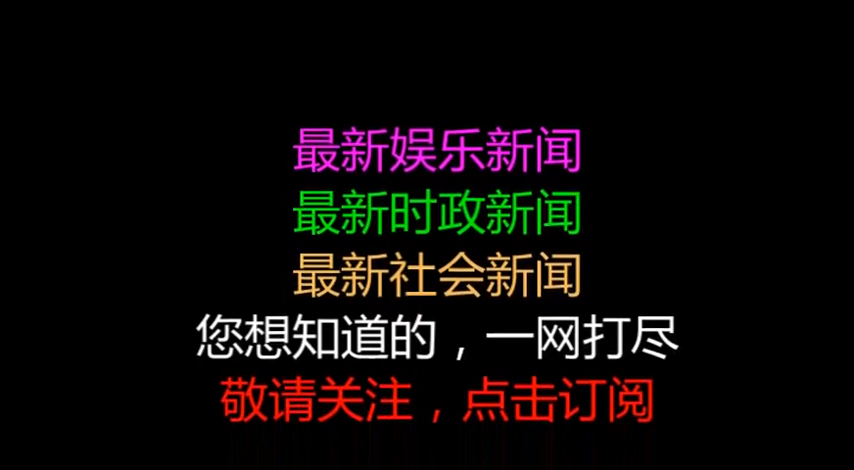 最新娱乐新闻
最新时政新闻
最新社会新闻
您想知道的，一网打尽
敬请关注，点击订阅